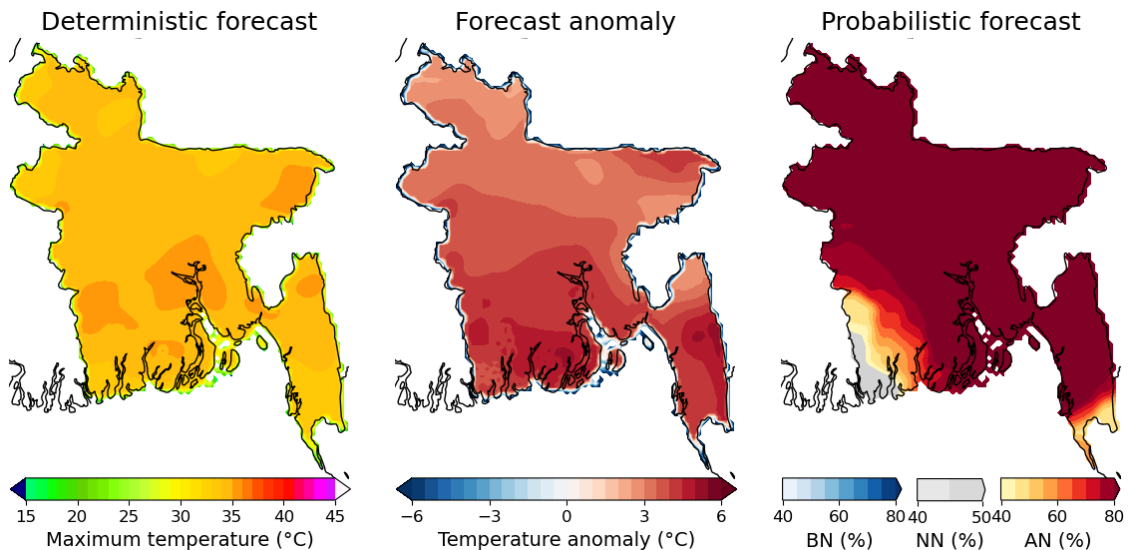 Deterministic forecast
Forecast anomaly
Probabilistic forecast
15 20 25 30 35 40 45
Maximum temperature (°C)
−6 −3 0 3 6
Temperature anomaly (°C)
40 60 80
BN (%)
40 50
NN (%)
40 60 80
AN (%)